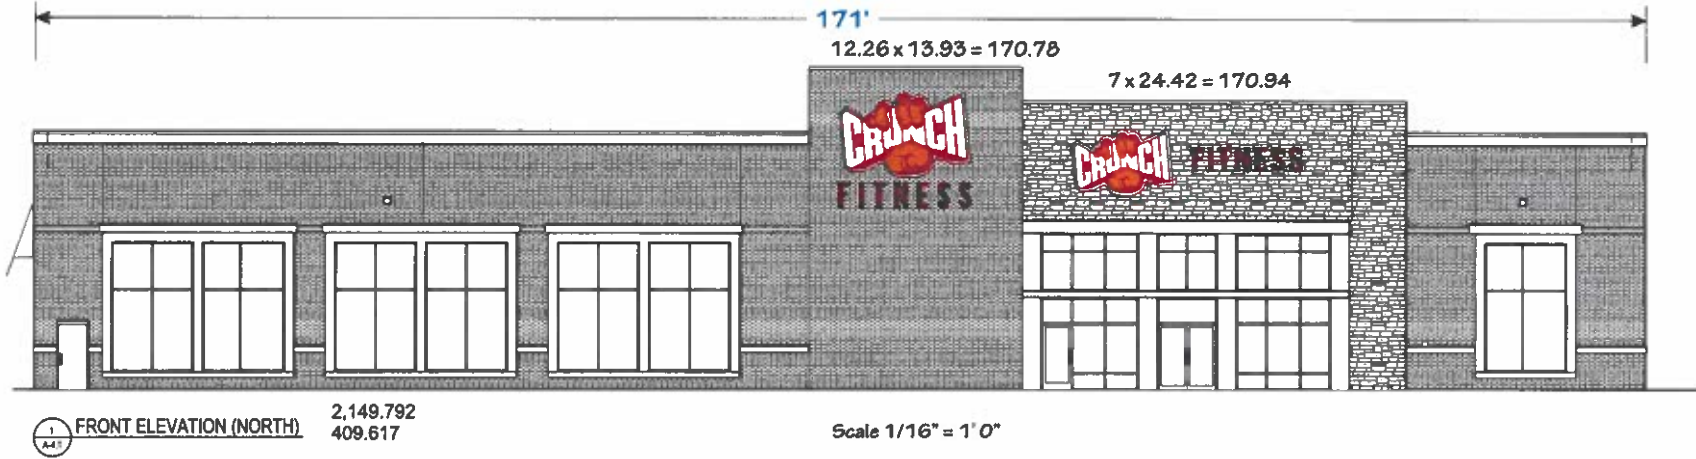 171'
12.26 x 13.93 = 170.78
7 x 24.42 = 170.94
CRUNCH
FITNESS
CRUNCH FITNESS
1
FRONT ELEVATION (NORTH)
2,149.792
409.617
Scale 1/16" = 1' 0"